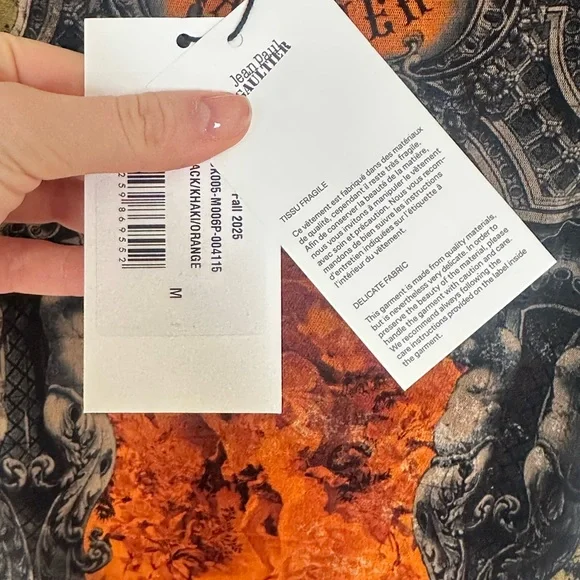 ER
Jean Paul
GAULTIER
TISSU FRAGILE
Ce vêtement est fabriqué dans des matériaux
de qualité, cependant il reste très fragile.
Afin de conserver la beauté de la matière,
nous vous invitons à manipuler le vêtement
avec soin et précaution. Nous vous recom-
mandons de bien suivre les instructions
d'entretien indiquées sur l'étiquette à
l'intérieur du vêtement.
DELICATE FABRIC
This garment is made from quality materials,
but is nevertheless very delicate. In order to
preserve the beauty of the material, please
handle the garment with caution and care.
We recommend always following the
care instructions provided on the label inside
the garment.
Fall 2025
D005-M006P-004115
ACK/KHAKI/ORANGE
259869552
M